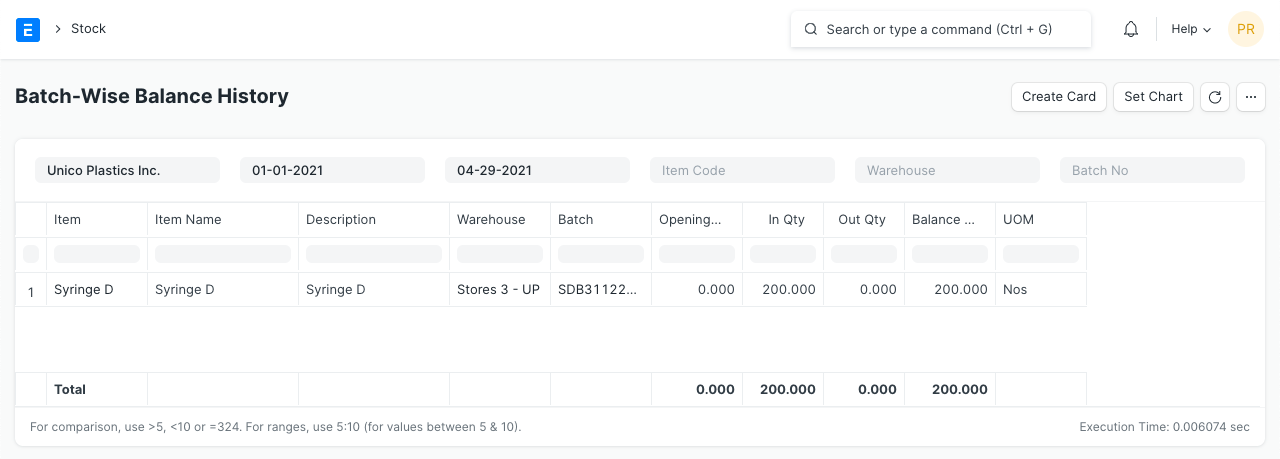 E > Stock Search or type a command (Ctrl + G) Help PR
Batch-Wise Balance History Create Card Set Chart ...
Unico Plastics Inc. 01-01-2021 04-29-2021 Item Code Warehouse Batch No
Item Item Name Description Warehouse Batch Opening... In Qty Out Qty Balance ... UOM
1 Syringe D Syringe D Syringe D Stores 3 - UP SDB31122... 0.000 200.000 0.000 200.000 Nos
Total 0.000 200.000 0.000 200.000
For comparison, use >5, <10 or =324. For ranges, use 5:10 (for values between 5 & 10). Execution Time: 0.006074 sec